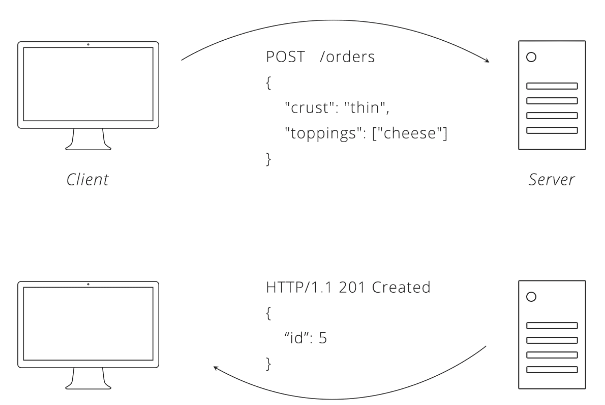 POST /orders
{
"crust": "thin",
"toppings": ["cheese"]
}
Client
Server
HTTP/1.1 201 Created
{
“id”: 5
}